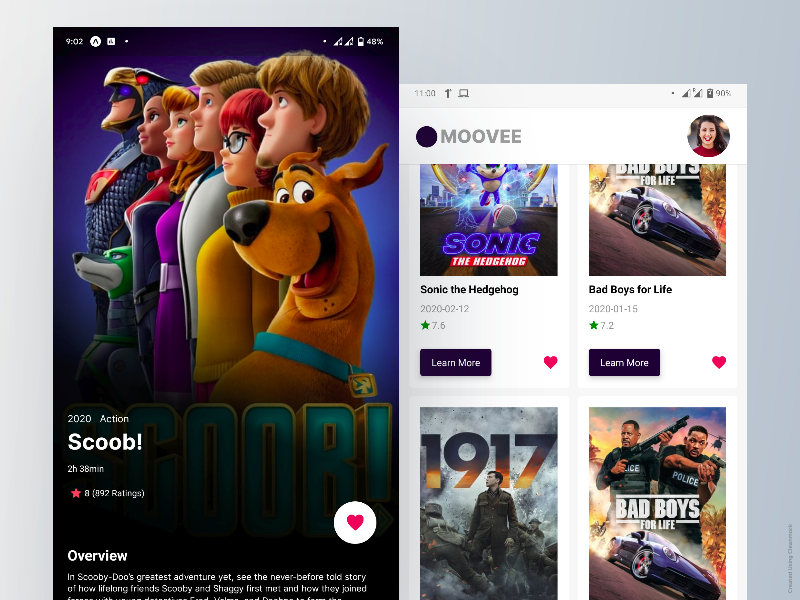 9:02
48%
SCOOB!
2020 Action
Scoob!
2h 38min
8 (892 Ratings)
Overview
In Scooby-Doo's greatest adventure yet, see the never-before told story
of how lifelong friends Scooby and Shaggy first met and how they joined
11:00
90%
MOOVEE
SONIC
THE HEDGEHOG
Sonic the Hedgehog
2020-02-12
7.6
Learn More
BAD BOYS
FOR LIFE
Bad Boys for Life
2020-01-15
7.2
Learn More
1917
ICE
POLICE
BAD BOYS
FOR LIFE
Created Using Cleanmock